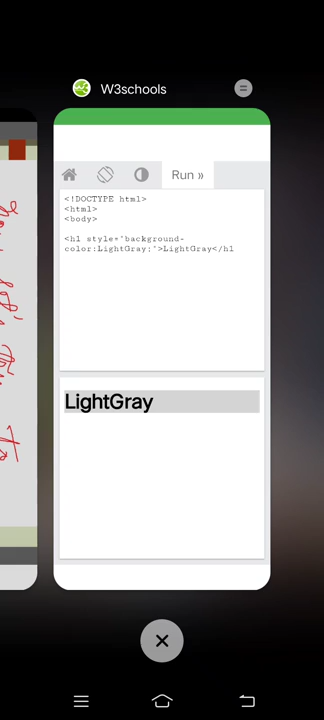 W3schools
Run »
<!DOCTYPE html>
<html>
<body>
<h1 style="background-
color:LightGray;">LightGray</h1
LightGray